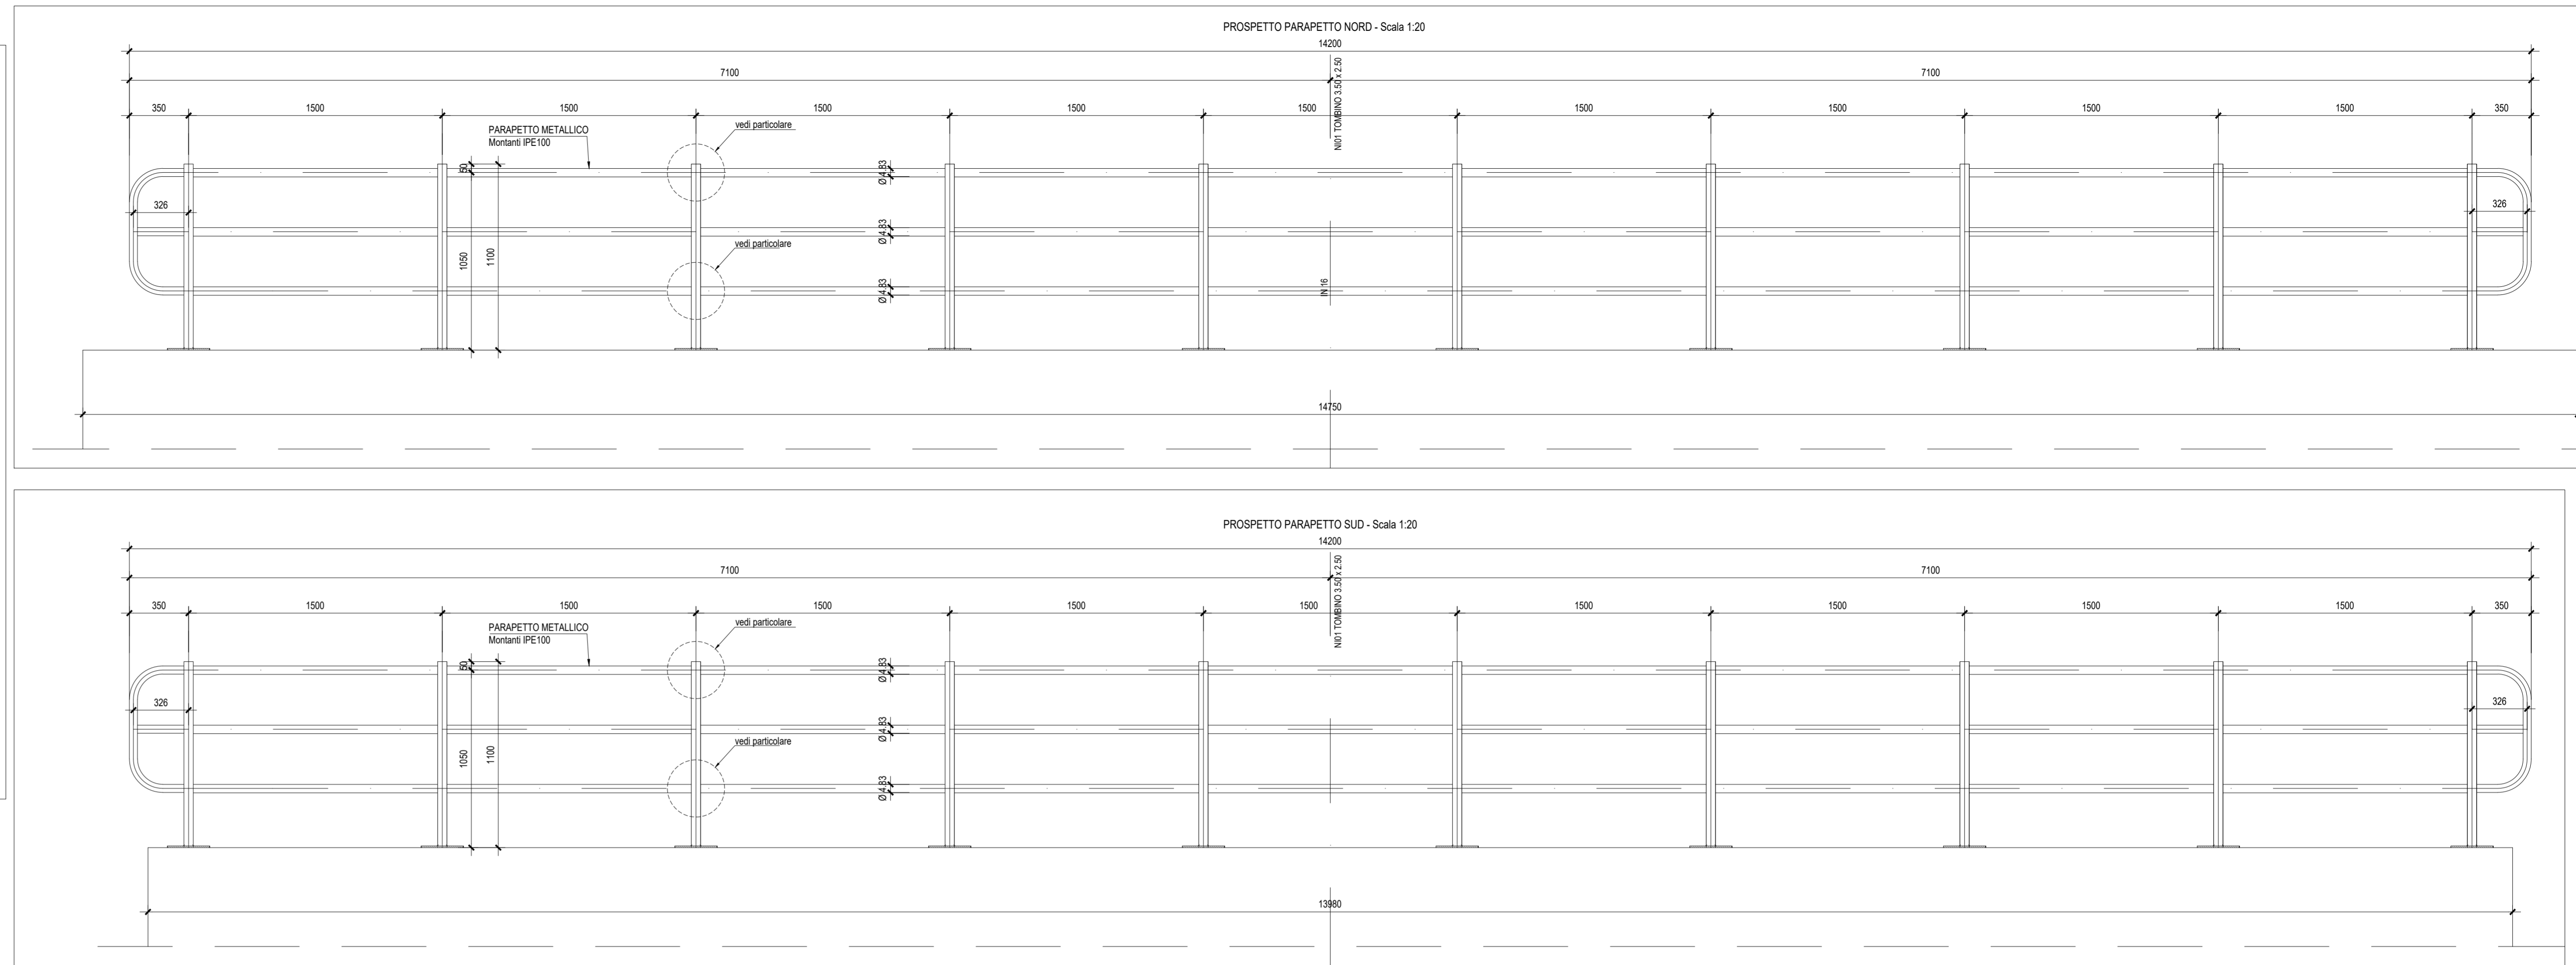 PROSPETTO PARAPETTO NORD - Scala 1:20
14200
7100
7100
NI01 TOMBINO 3.50 x 2.50
350
1500
1500
1500
1500
1500
1500
1500
1500
1500
350
PARAPETTO METALLICO
Montanti IPE100
vedi particolare
50
Ø 4.83
326
326
Ø 4.83
vedi particolare
1050
1100
Ø 4.83
IN 16
14750
PROSPETTO PARAPETTO SUD - Scala 1:20
14200
7100
7100
NI01 TOMBINO 3.50 x 2.50
350
1500
1500
1500
1500
1500
1500
1500
1500
1500
350
PARAPETTO METALLICO
Montanti IPE100
vedi particolare
50
Ø 4.83
326
326
Ø 4.83
vedi particolare
1050
1100
Ø 4.83
13980